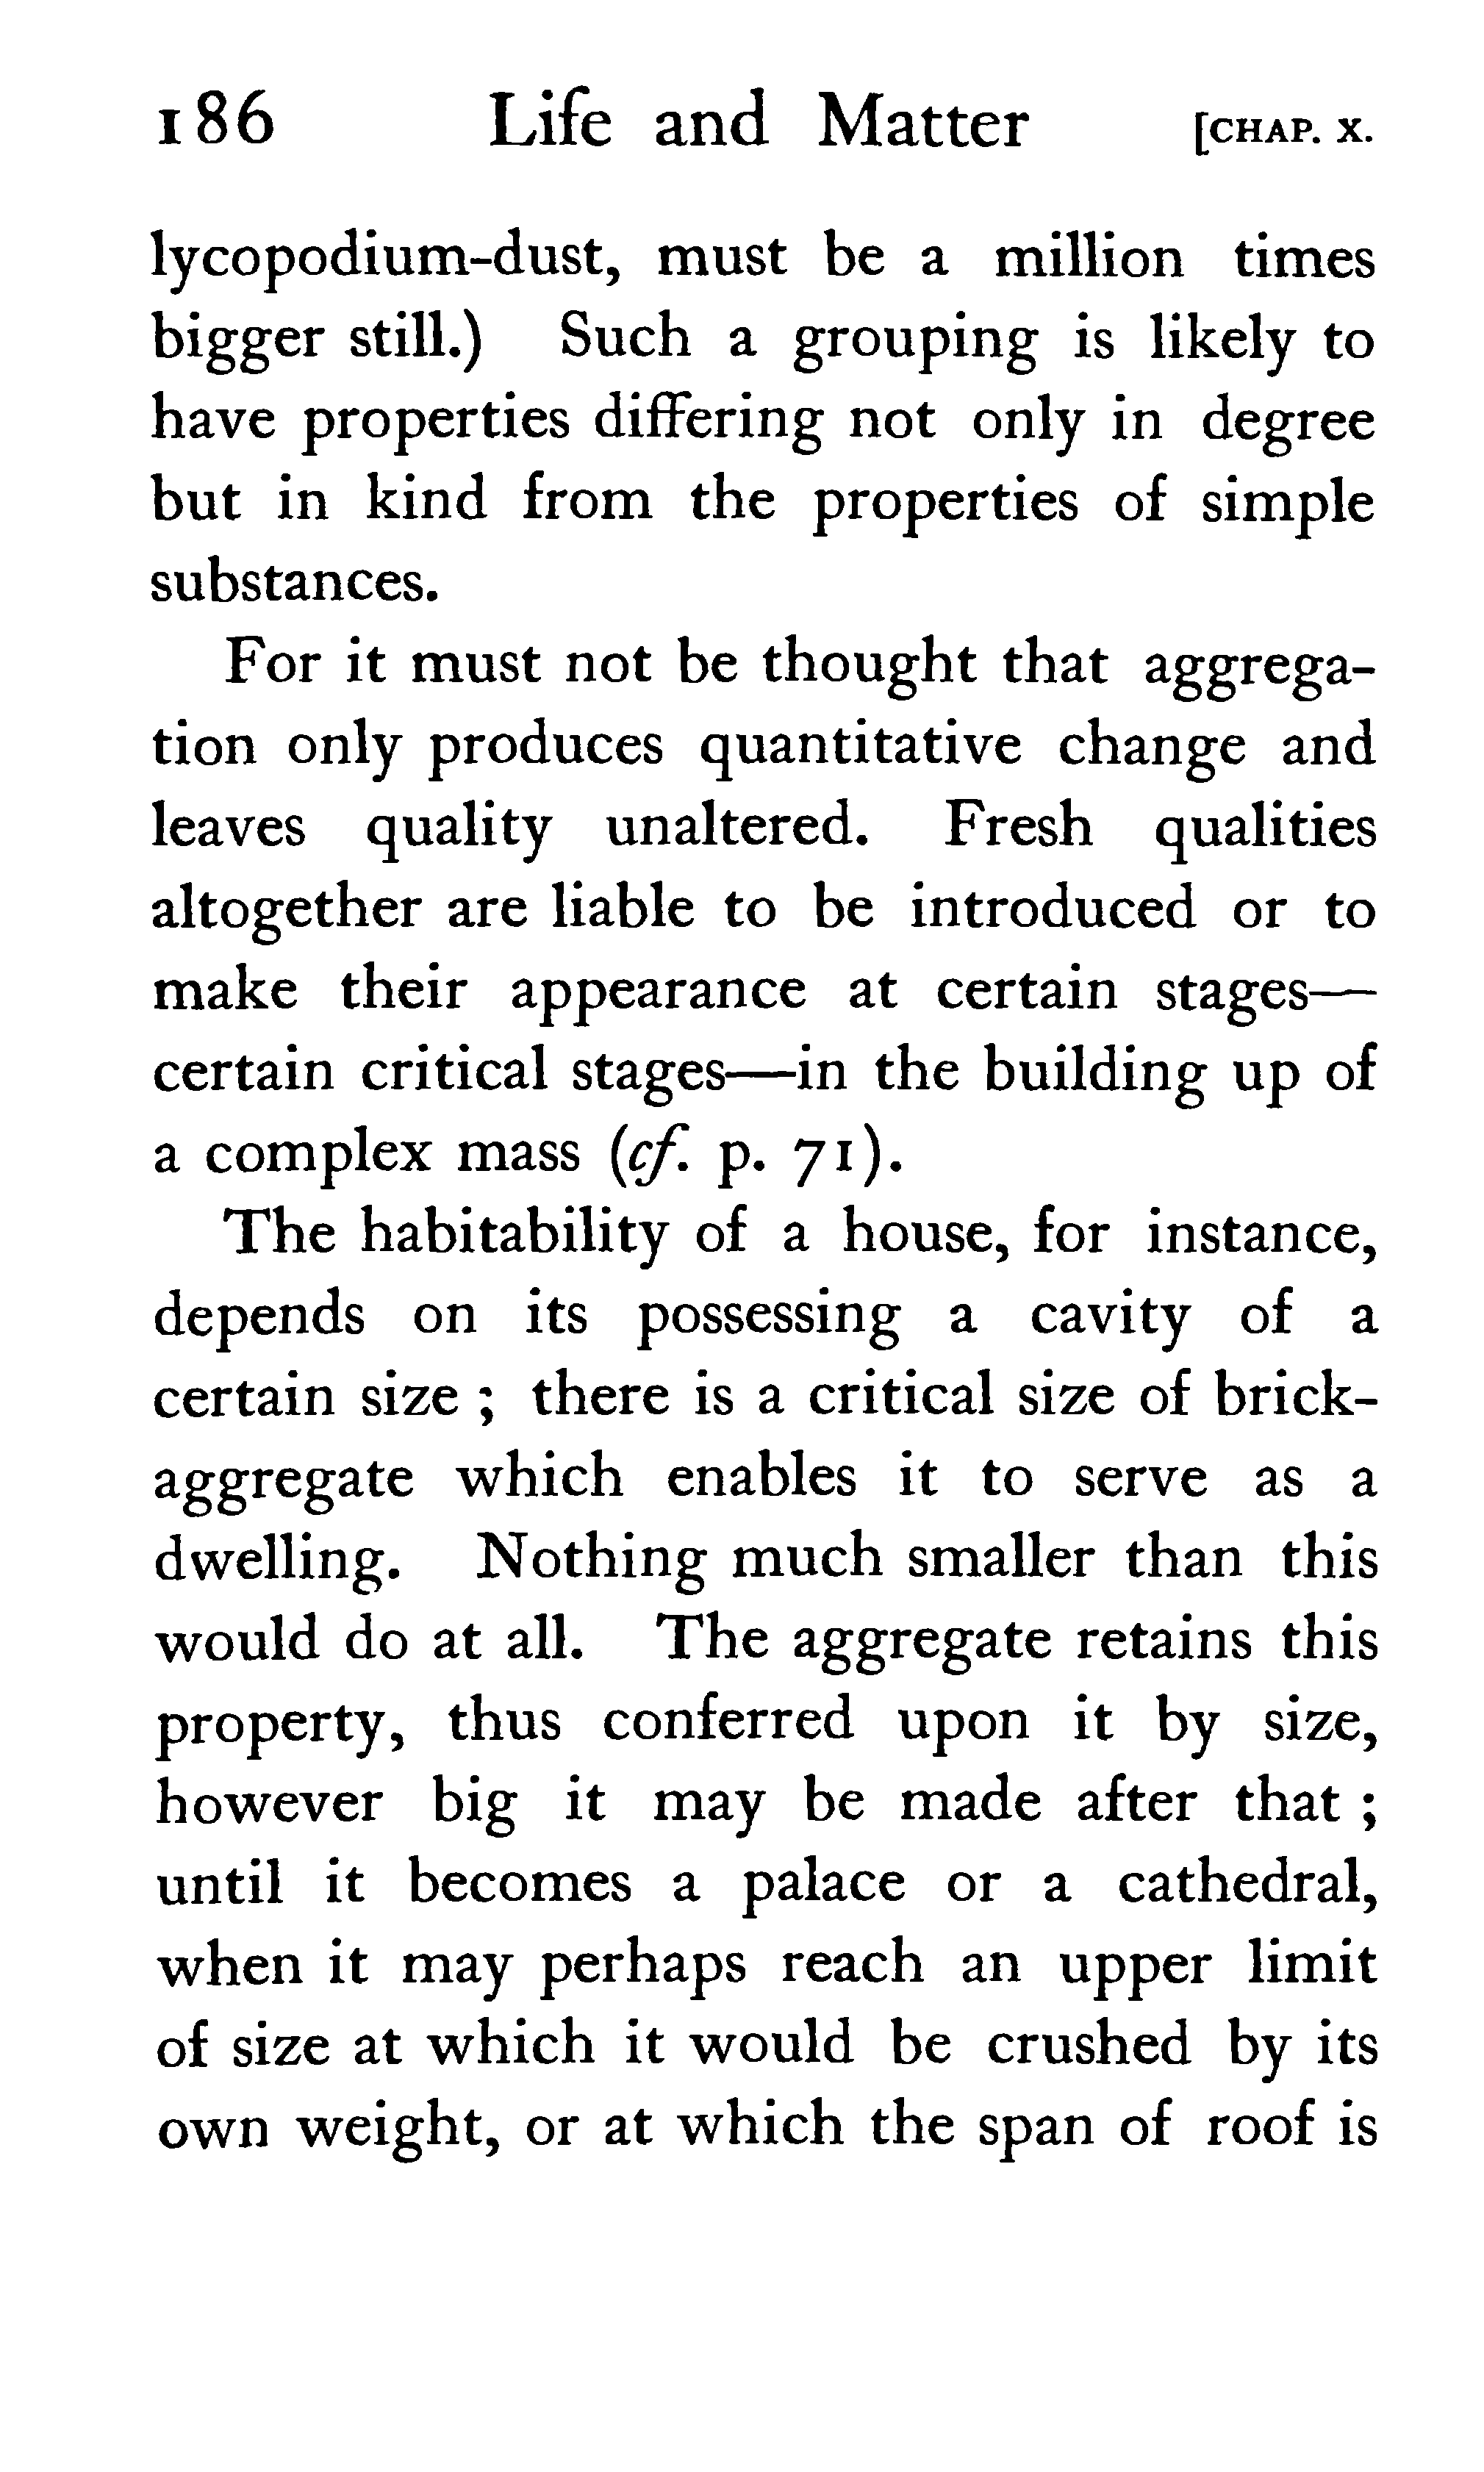 186 Life and Matter [CHAP. X.
lycopodium-dust, must be a million times
bigger still.) Such a grouping is likely to
have properties differing not only in degree
but in kind from the properties of simple
substances.
For it must not be thought that aggrega-
tion only produces quantitative change and
leaves quality unaltered. Fresh qualities
altogether are liable to be introduced or to
make their appearance at certain stages—
certain critical stages—in the building up of
a complex mass (cf. p. 71).
The habitability of a house, for instance,
depends on its possessing a cavity of a
certain size ; there is a critical size of brick-
aggregate which enables it to serve as a
dwelling. Nothing much smaller than this
would do at all. The aggregate retains this
property, thus conferred upon it by size,
however big it may be made after that ;
until it becomes a palace or a cathedral,
when it may perhaps reach an upper limit
of size at which it would be crushed by its
own weight, or at which the span of roof is